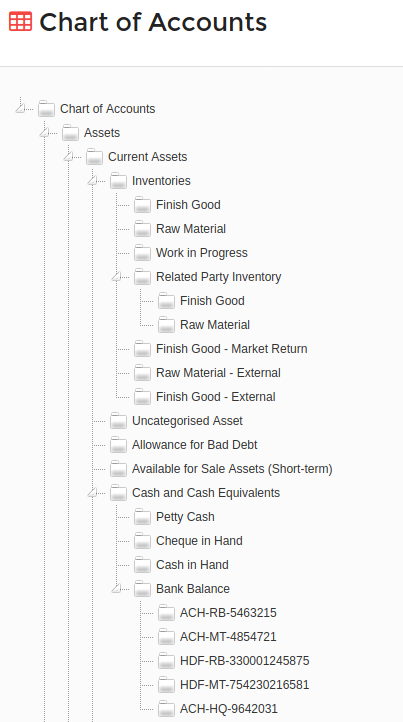 Chart of Accounts
Chart of Accounts
Assets
Current Assets
Inventories
Finish Good
Raw Material
Work in Progress
Related Party Inventory
Finish Good
Raw Material
Finish Good - Market Return
Raw Material - External
Finish Good - External
Uncategorised Asset
Allowance for Bad Debt
Available for Sale Assets (Short-term)
Cash and Cash Equivalents
Petty Cash
Cheque in Hand
Cash in Hand
Bank Balance
ACH-RB-5463215
ACH-MT-4854721
HDF-RB-330001245875
HDF-MT-754230216581
ACH-HQ-9642031